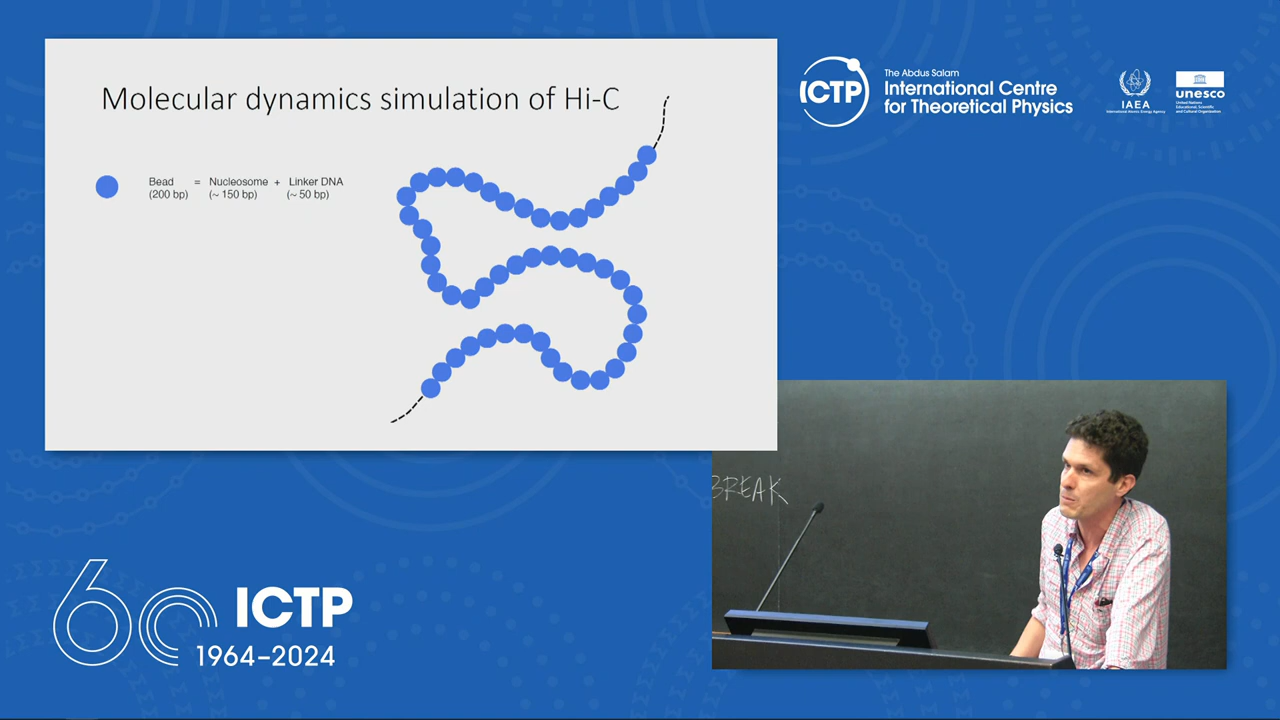 Molecular dynamics simulation of Hi-C
Bead = Nucleosome + Linker DNA
(200 bp) (~ 150 bp) (~ 50 bp)
ICTP
The Abdus Salam
International Centre
for Theoretical Physics
IAEA
International Atomic Energy Agency
unesco
United Nations
Educational, Scientific
and Cultural Organization
BREAK
60 ICTP
1964–2024